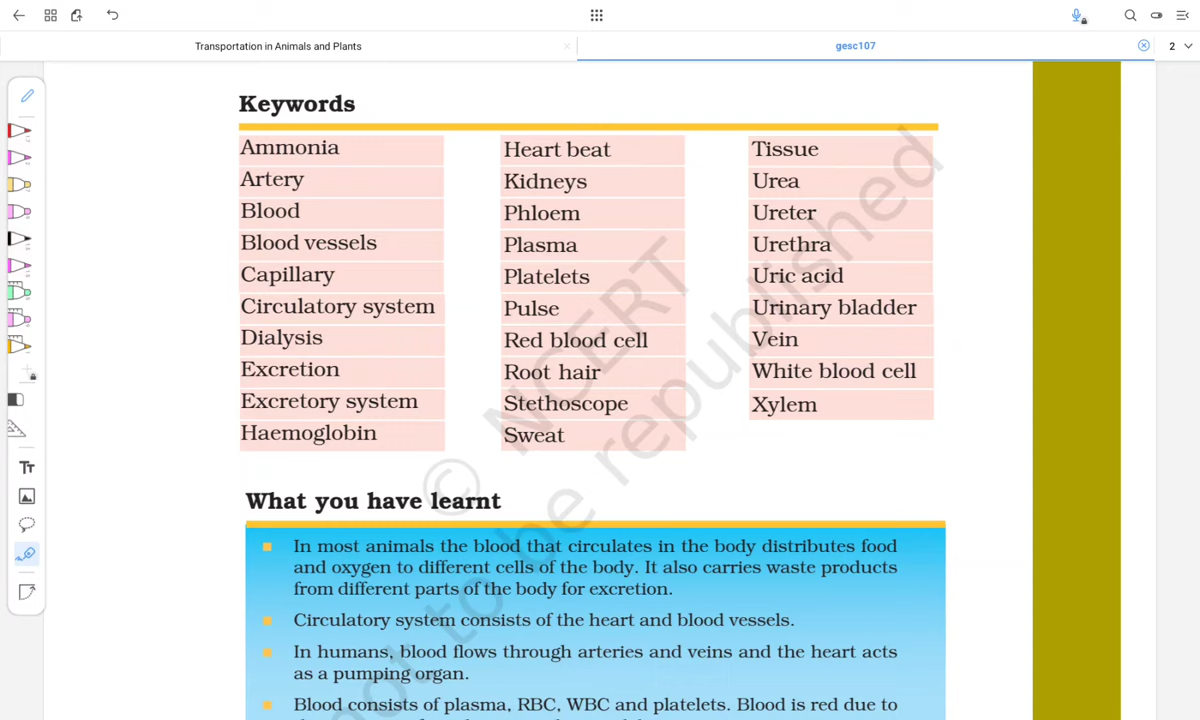 Transportation in Animals and Plants
gesc107
2
Keywords
Ammonia
Artery
Blood
Blood vessels
Capillary
Circulatory system
Dialysis
Excretion
Excretory system
Haemoglobin
Heart beat
Kidneys
Phloem
Plasma
Platelets
Pulse
Red blood cell
Root hair
Stethoscope
Sweat
Tissue
Urea
Ureter
Urethra
Uric acid
Urinary bladder
Vein
White blood cell
Xylem
© NCERT
not to be republished
What you have learnt
In most animals the blood that circulates in the body distributes food
and oxygen to different cells of the body. It also carries waste products
from different parts of the body for excretion.
Circulatory system consists of the heart and blood vessels.
In humans, blood flows through arteries and veins and the heart acts
as a pumping organ.
Blood consists of plasma, RBC, WBC and platelets. Blood is red due to